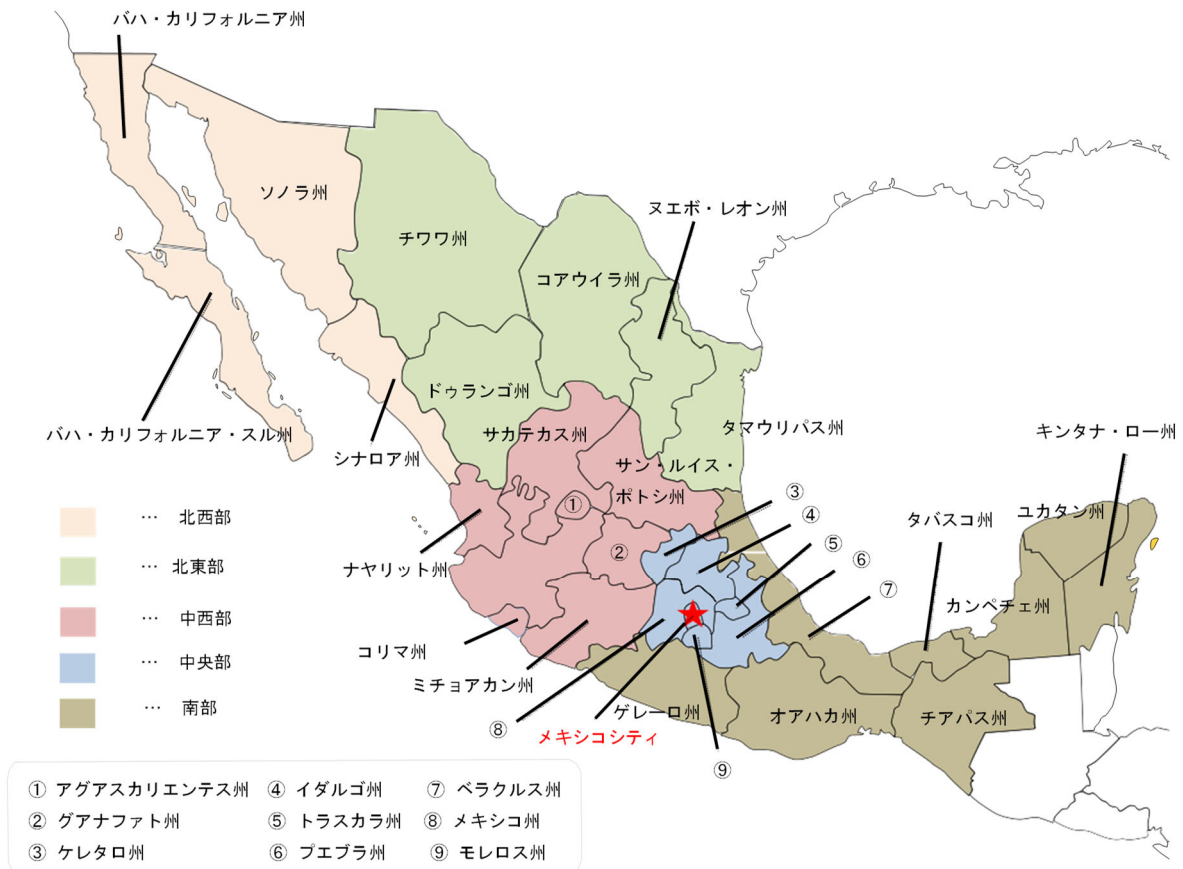 バハ・カリフォルニア州
ソノラ州
ヌエボ・レオン州
チワワ州
コアウイラ州
ドゥランゴ州
バハ・カリフォルニア・スル州
サカテカス州
タマウリパス州
キンタナ・ロー州
シナロア州
サン・ルイス・
ポトシ州
③
①
④
ユカタン州
… 北西部
タバスコ州
⑤
②
⑥
… 北東部
ナヤリット州
⑦
カンペチェ州
… 中西部
コリマ州
… 中央部
ミチョアカン州
… 南部
ゲレーロ州
オアハカ州
チアパス州
⑧
メキシコシティ
⑨
① アグアスカリエンテス州 ④ イダルゴ州 ⑦ ベラクルス州
② グアナファト州 ⑤ トラスカラ州 ⑧ メキシコ州
③ ケレタロ州 ⑥ プエブラ州 ⑨ モレロス州